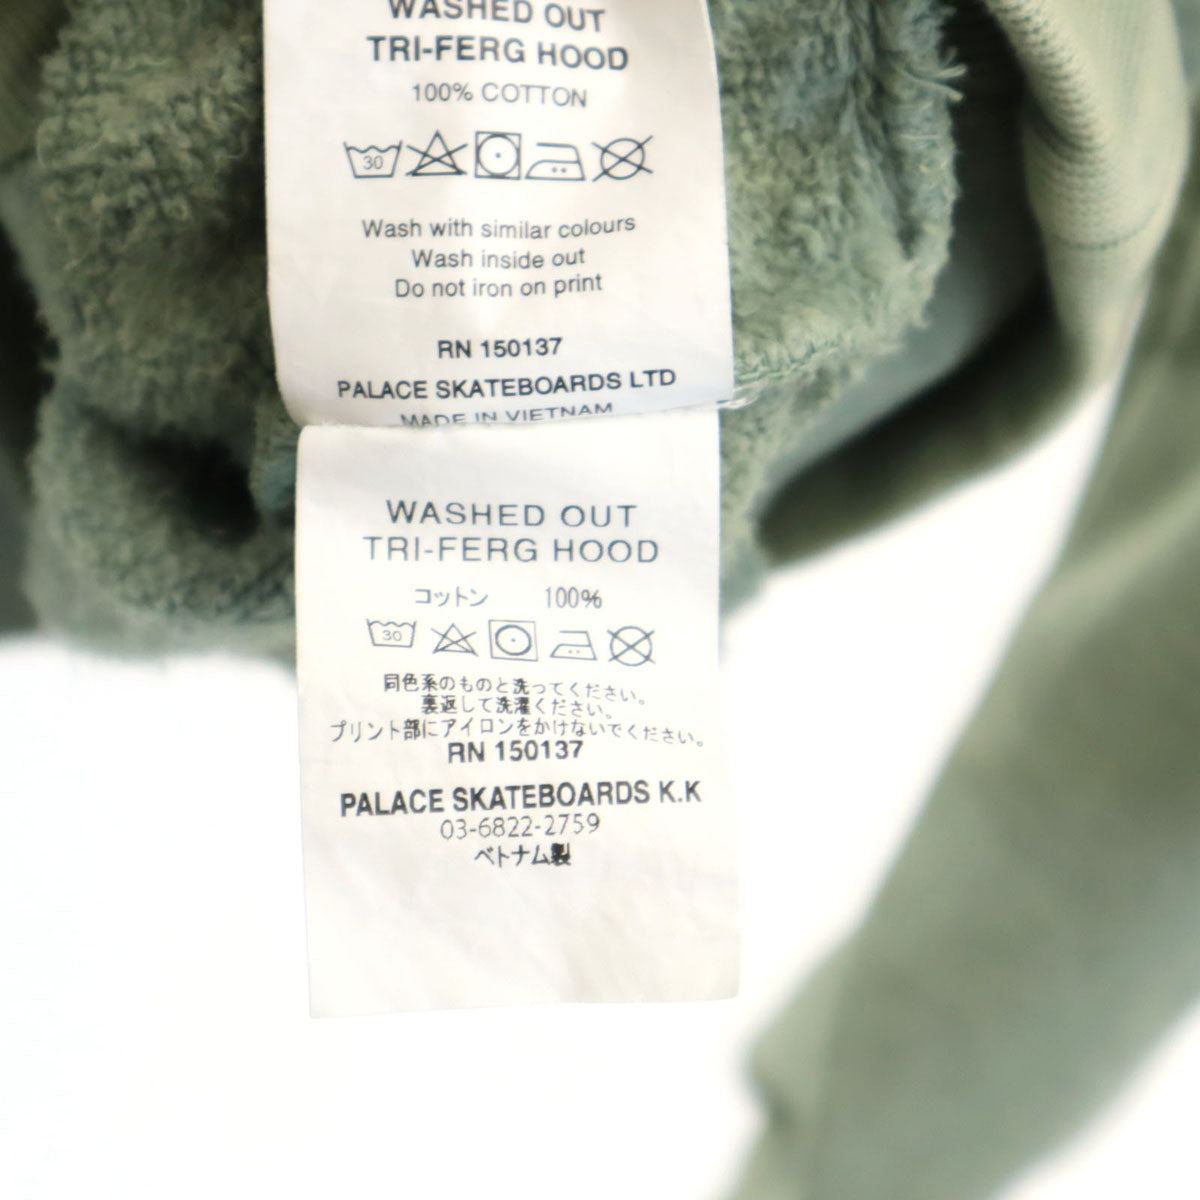 WASHED OUT
TRI-FERG HOOD
100% COTTON
30
Wash with similar colours
Wash inside out
Do not iron on print
RN 150137
PALACE SKATEBOARDS LTD
MADE IN VIETNAM
WASHED OUT
TRI-FERG HOOD
コットン 100%
30
同色系のものと洗ってください。
裏返して洗濯ください。
プリント部にアイロンをかけないでください。
RN 150137
PALACE SKATEBOARDS K.K
03-6822-2759
ベトナム製